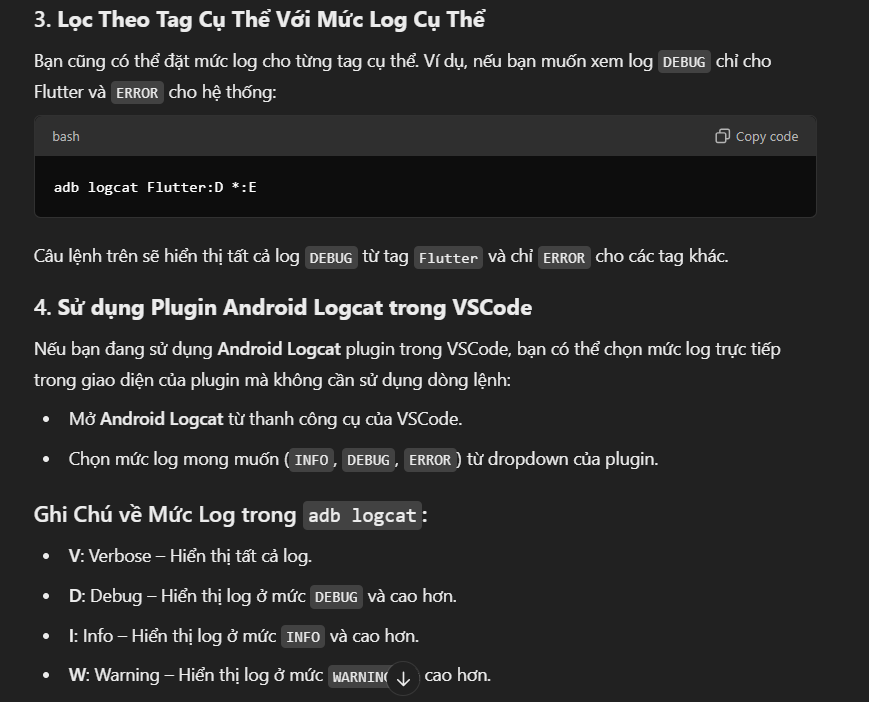 3. Lọc Theo Tag Cụ Thể Với Mức Log Cụ Thể
Bạn cũng có thể đặt mức log cho từng tag cụ thể. Ví dụ, nếu bạn muốn xem log DEBUG chỉ cho
Flutter và ERROR cho hệ thống:
bash
Copy code
adb logcat Flutter:D *:E
Câu lệnh trên sẽ hiển thị tất cả log DEBUG từ tag Flutter và chỉ ERROR cho các tag khác.
4. Sử dụng Plugin Android Logcat trong VSCode
Nếu bạn đang sử dụng Android Logcat plugin trong VSCode, bạn có thể chọn mức log trực tiếp
trong giao diện của plugin mà không cần sử dụng dòng lệnh:
• Mở Android Logcat từ thanh công cụ của VSCode.
• Chọn mức log mong muốn (INFO, DEBUG, ERROR) từ dropdown của plugin.
Ghi Chú về Mức Log trong adb logcat:
• V: Verbose – Hiển thị tất cả log.
• D: Debug – Hiển thị log ở mức DEBUG và cao hơn.
• I: Info – Hiển thị log ở mức INFO và cao hơn.
• W: Warning – Hiển thị log ở mức WARNING cao hơn.